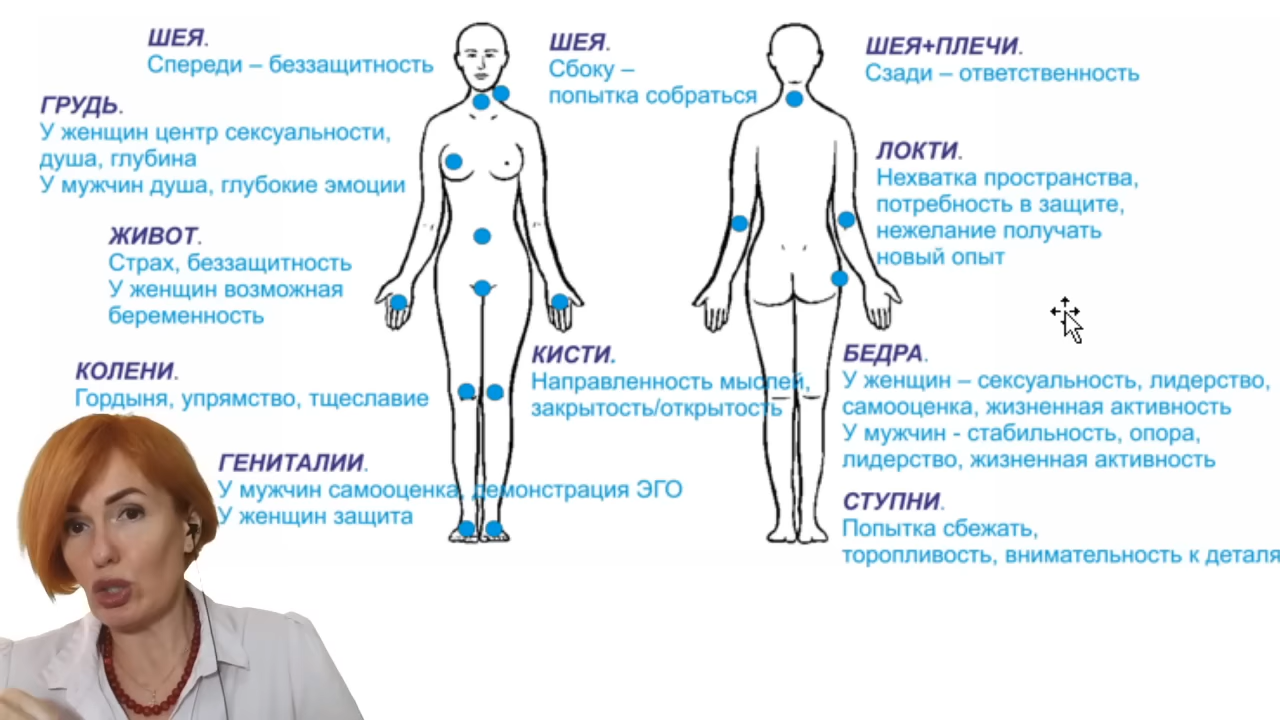 ШЕЯ.
Спереди – беззащитность
ГРУДЬ.
У женщин центр сексуальности,
душа, глубина
У мужчин душа, глубокие эмоции
ЖИВОТ.
Страх, беззащитность
У женщин возможная
беременность
КОЛЕНИ.
Гордыня, упрямство, тщеславие
ГЕНИТАЛИИ.
У мужчин самооценка, демонстрация ЭГО
У женщин защита
ШЕЯ.
Сбоку –
попытка собраться
КИСТИ.
Направленность мыслей,
закрытость/открытость
ШЕЯ+ПЛЕЧИ.
Сзади – ответственность
ЛОКТИ.
Нехватка пространства,
потребность в защите,
нежелание получать
новый опыт
БЕДРА.
У женщин – сексуальность, лидерство,
самооценка, жизненная активность
У мужчин - стабильность, опора,
лидерство, жизненная активность
СТУПНИ.
Попытка сбежать,
торопливость, внимательность к деталя